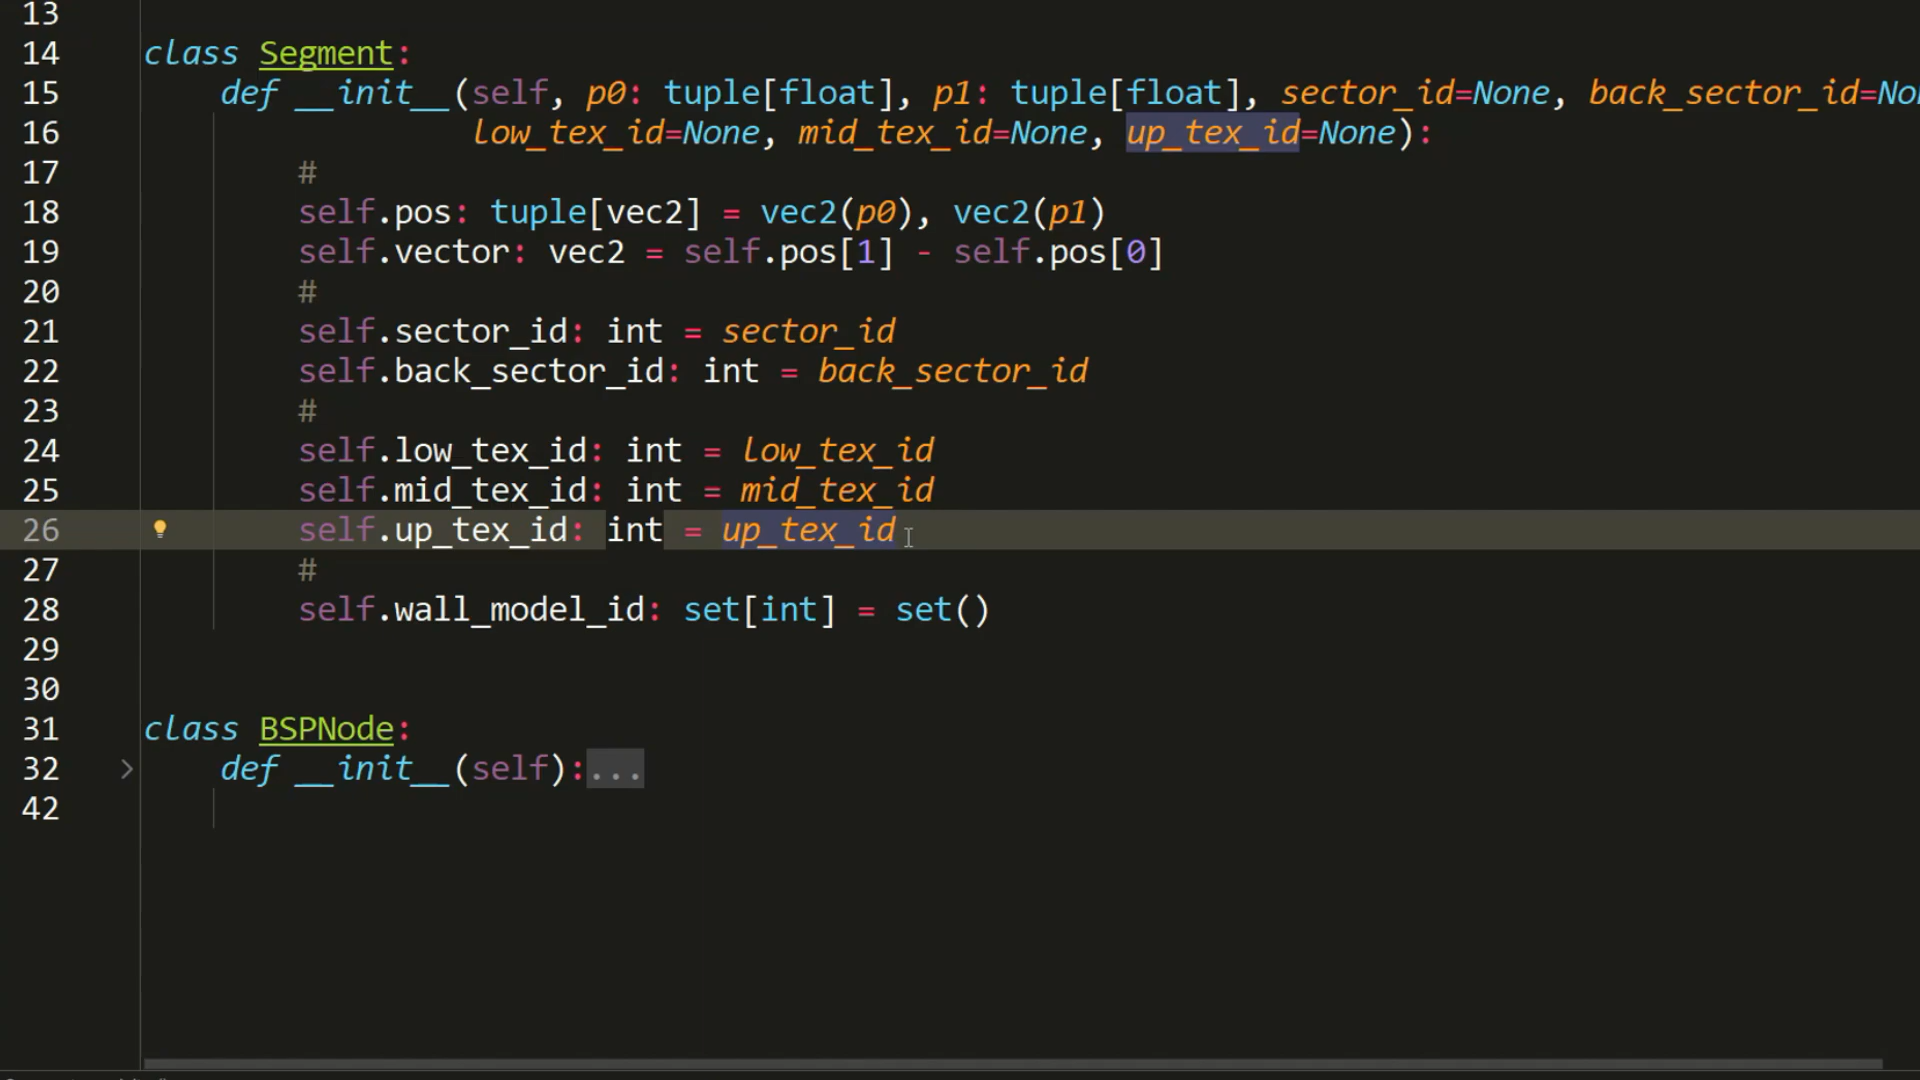 13
14 class Segment:
15 def __init__(self, p0: tuple[float], p1: tuple[float], sector_id=None, back_sector_id=No
16 low_tex_id=None, mid_tex_id=None, up_tex_id=None):
17 #
18 self.pos: tuple[vec2] = vec2(p0), vec2(p1)
19 self.vector: vec2 = self.pos[1] - self.pos[0]
20 #
21 self.sector_id: int = sector_id
22 self.back_sector_id: int = back_sector_id
23 #
24 self.low_tex_id: int = low_tex_id
25 self.mid_tex_id: int = mid_tex_id
26 self.up_tex_id: int = up_tex_id
27 #
28 self.wall_model_id: set[int] = set()
29
30
31 class BSPNode:
32 def __init__(self):...
42